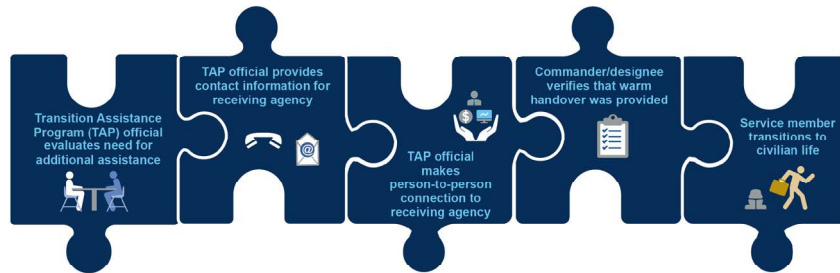 Transition Assistance
Program (TAP) official
evaluates need for
additional assistance
TAP official provides
contact information for
receiving agency
@
$
TAP official
makes
person-to-person
connection to
receiving agency
Commander/designee
verifies that warm
handover was provided
Service member
transitions to
civilian life